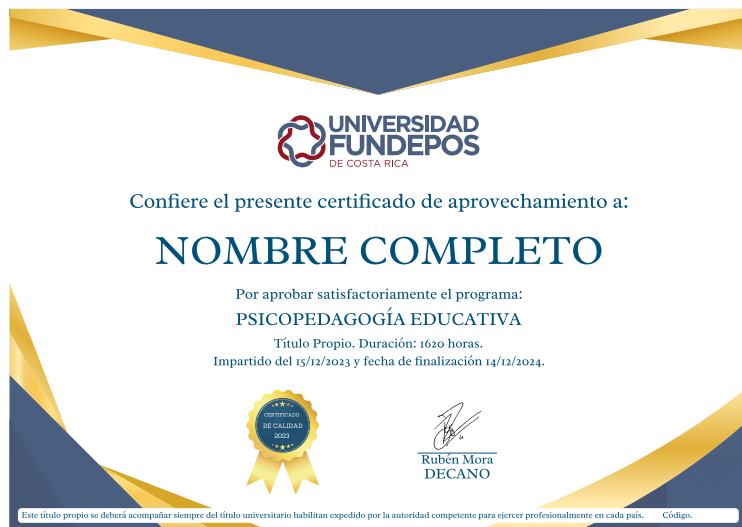 UNIVERSIDAD
FUNDEPOS
DE COSTA RICA
Confiere el presente certificado de aprovechamiento a:
NOMBRE COMPLETO
Por aprobar satisfactoriamente el programa:
PSICOPEDAGOGÍA EDUCATIVA
Título Propio. Duración: 1620 horas.
Impartido del 15/12/2023 y fecha de finalización 14/12/2024.
CERTIFICADO
DE CALIDAD
2023
Rubén Mora
DECANO
Este título propio se deberá acompañar siempre del título universitario habilitan expedido por la autoridad competente para ejercer profesionalmente en cada país. Código.